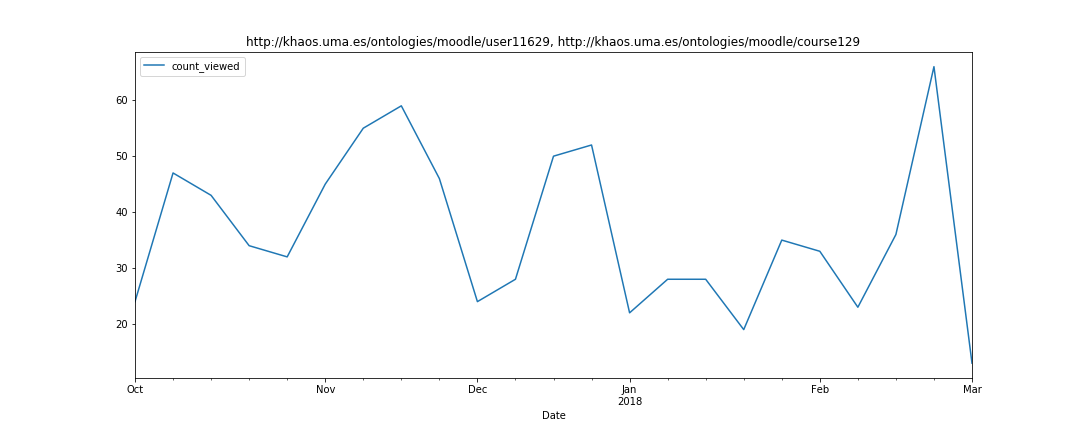 http://khaos.uma.es/ontologies/moodle/user11629, http://khaos.uma.es/ontologies/moodle/course129
count_viewed
60
50
40
30
20
Oct Nov Dec Jan Feb Mar
2018
Date